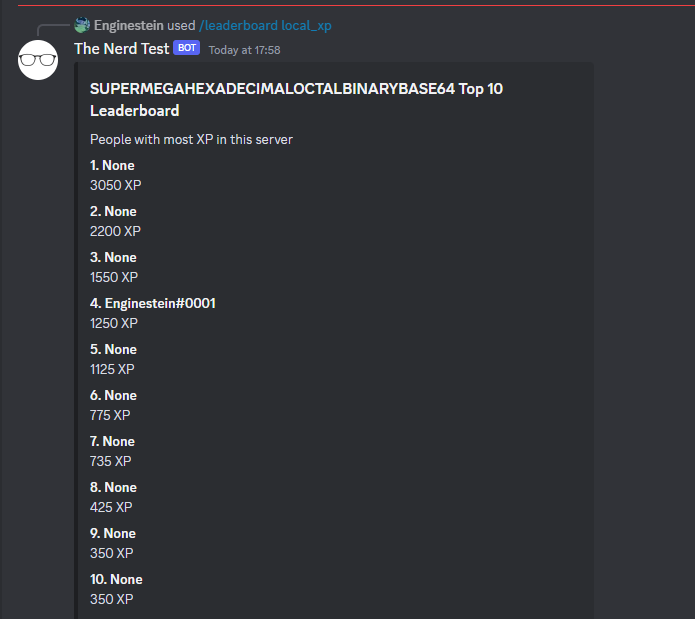 Enginestein used /leaderboard local_xp
The Nerd Test BOT Today at 17:58
SUPERMEGAHEXADECIMALOCTALBINARYBASE64 Top 10
Leaderboard
People with most XP in this server
1. None
3050 XP
2. None
2200 XP
3. None
1550 XP
4. Enginestein#0001
1250 XP
5. None
1125 XP
6. None
775 XP
7. None
735 XP
8. None
425 XP
9. None
350 XP
10. None
350 XP